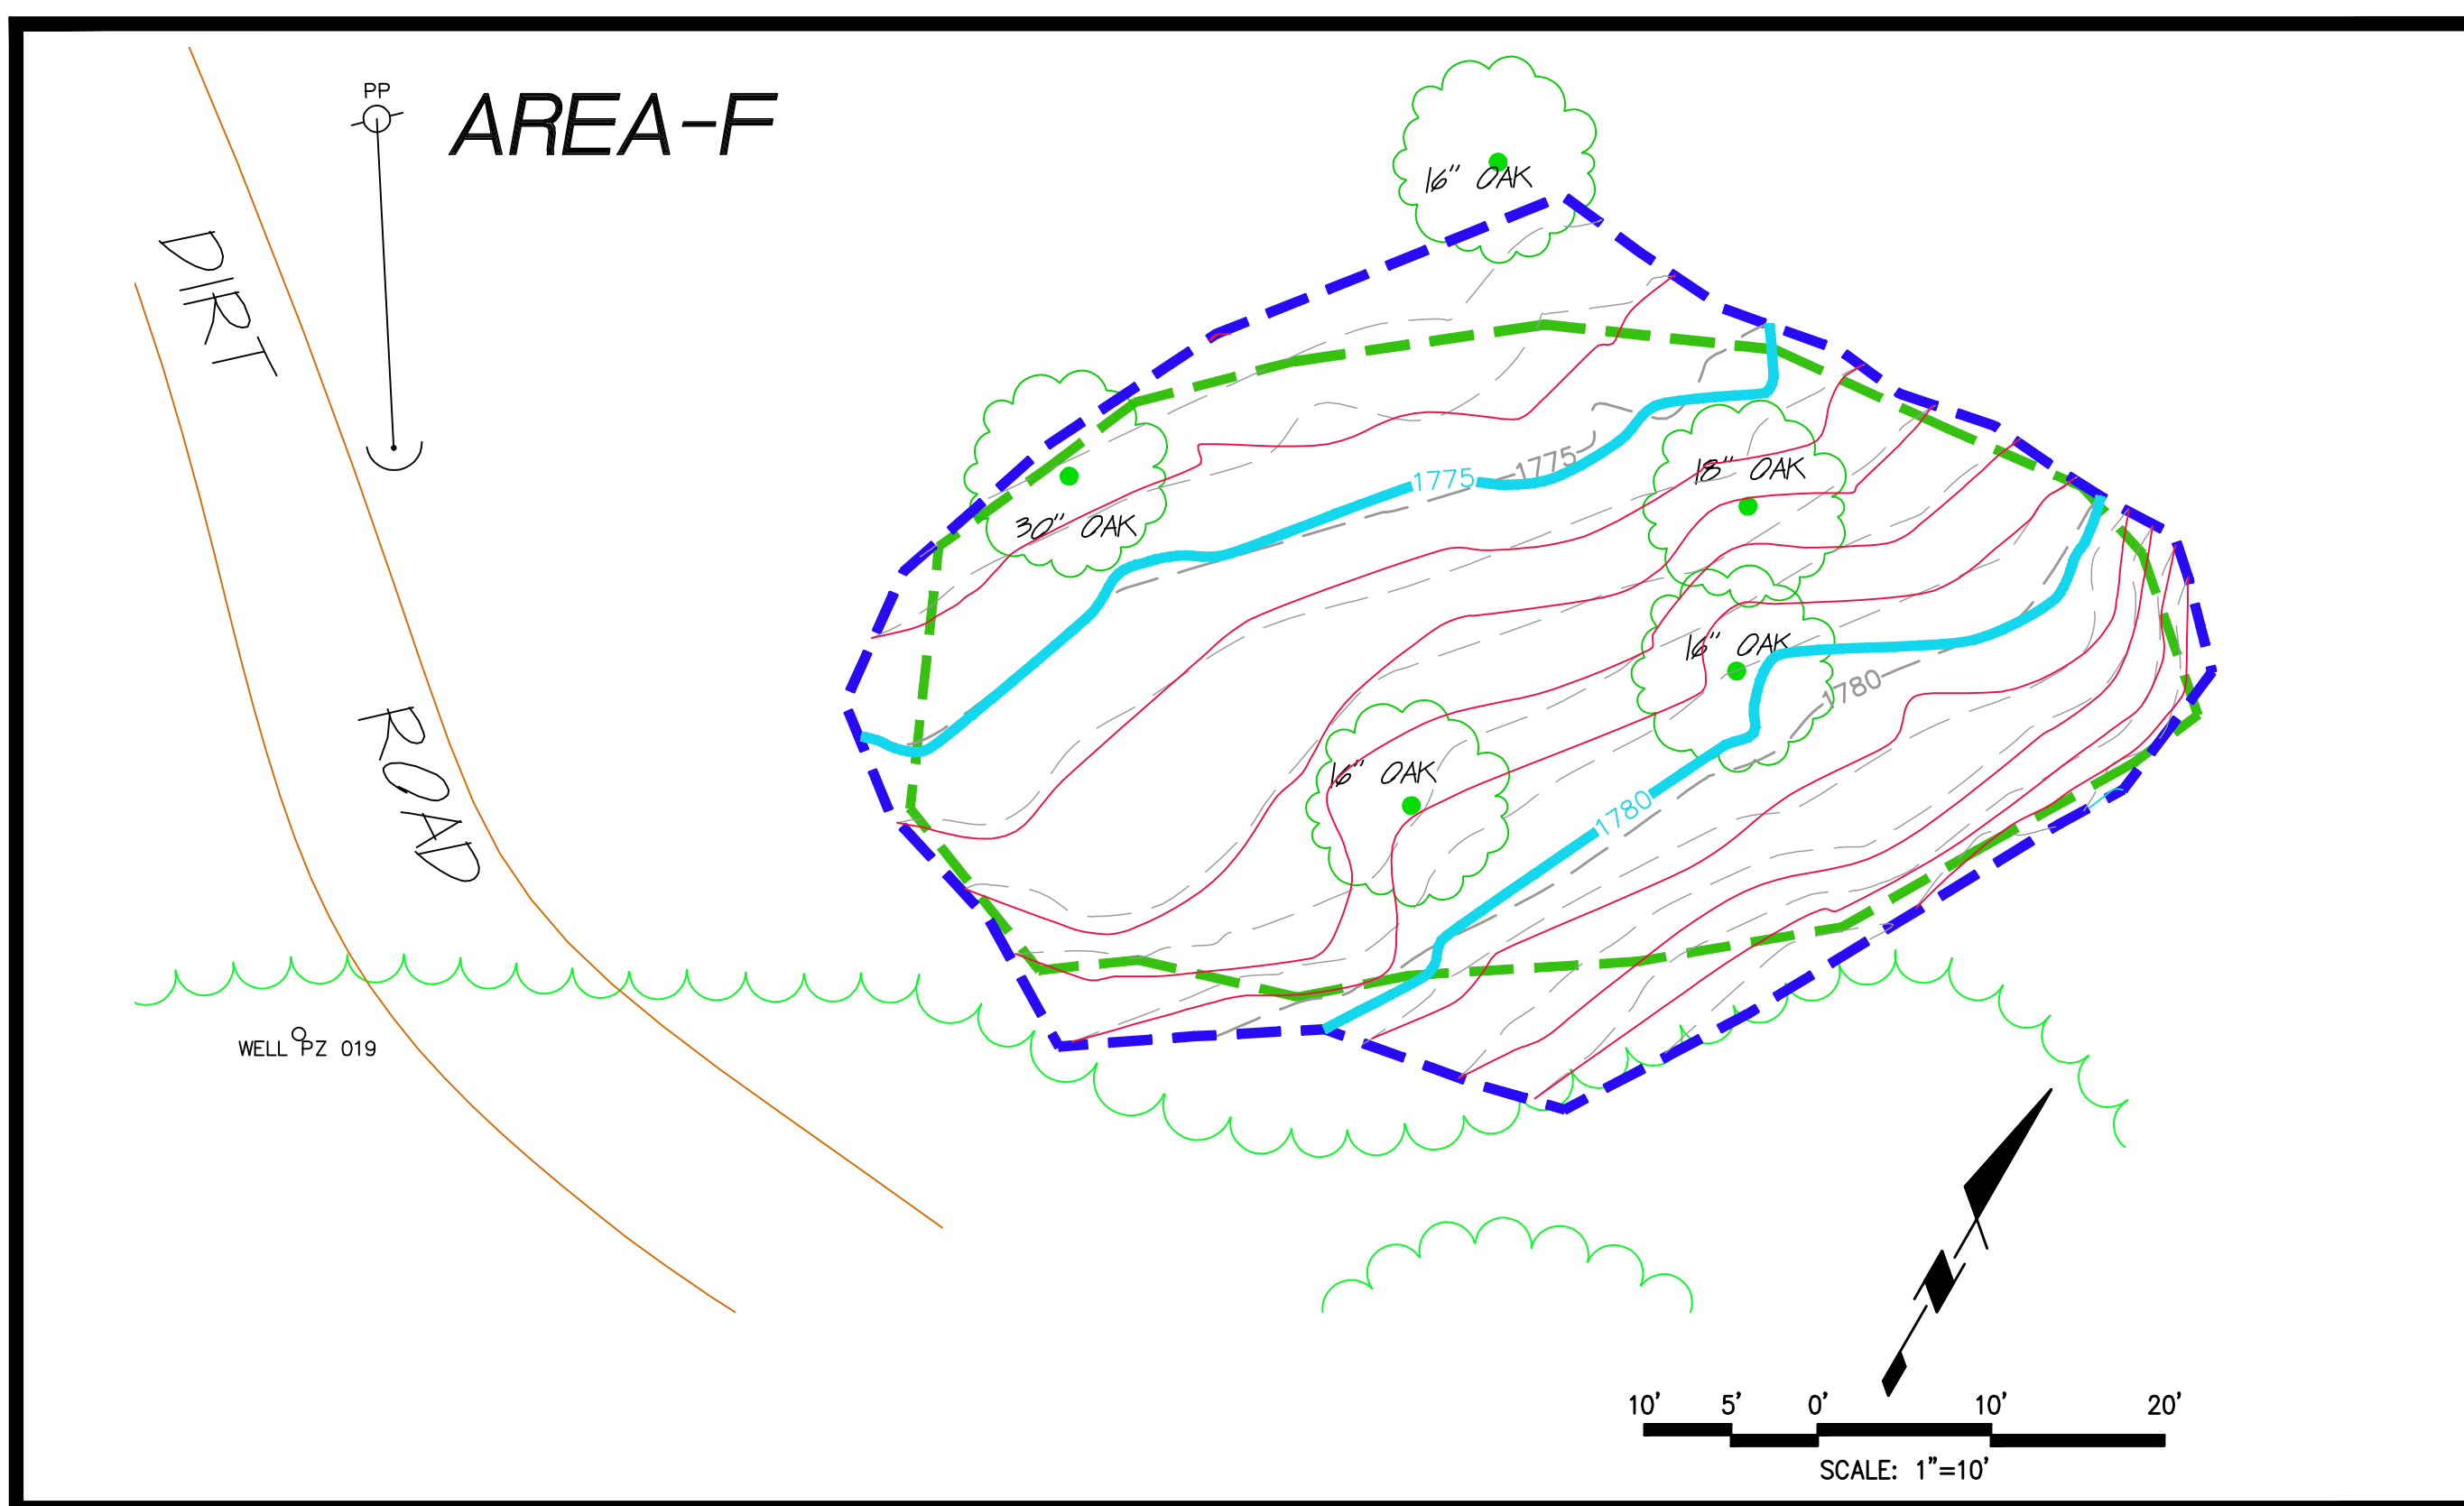 PP
AREA-F
16" OAK
DIRT
1775
1775
18" OAK
30" OAK
16" OAK
1780
ROAD
16" OAK
1780
WELL PZ 019
10' 5' 0' 10' 20'
SCALE: 1"=10'